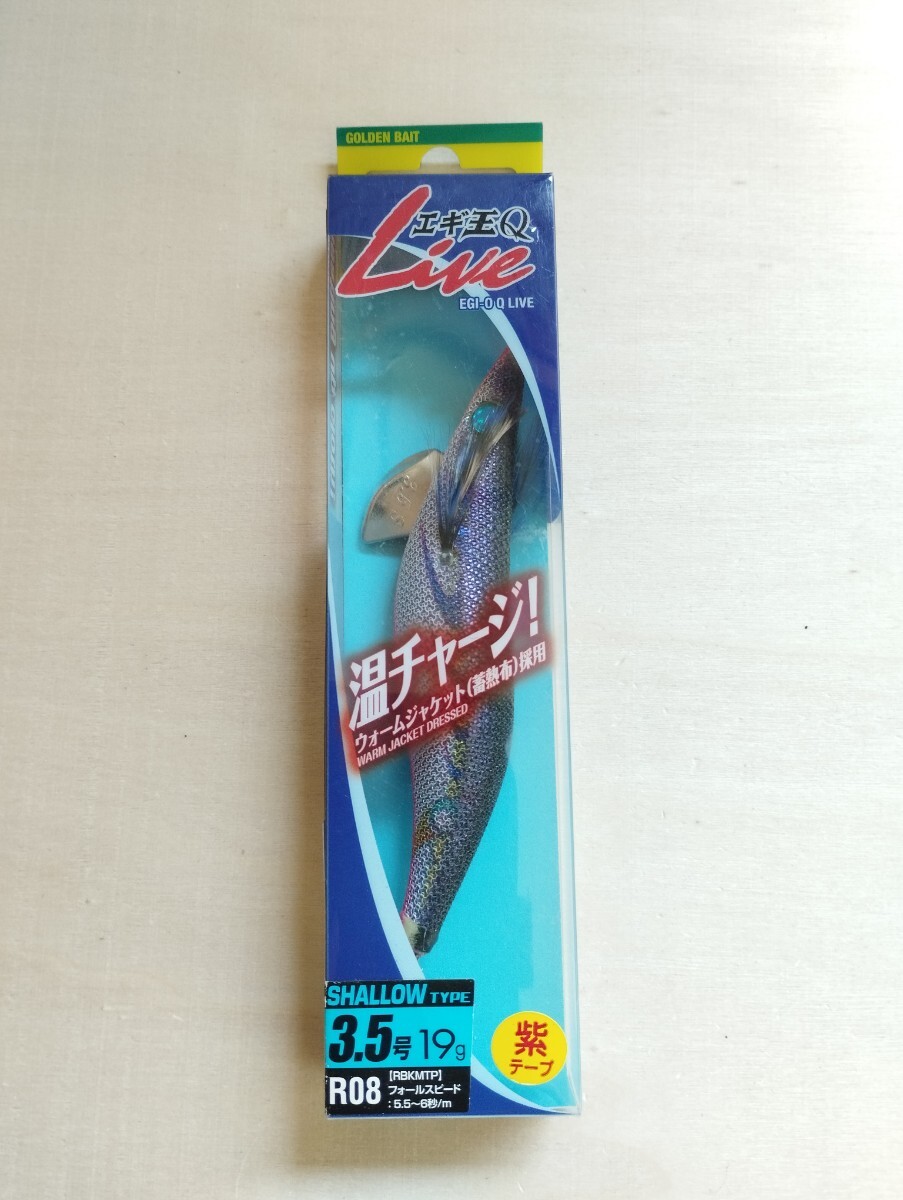 GOLDEN BAIT
エギ王Q
Live
EGI-O Q LIVE
温チャージ!
ウォームジャケット(蓄熱布)採用
WARM JACKET DRESSED
SHALLOW TYPE
3.5号 19g
R08
【RBKMTP】
フォールスピード
:5.5〜6秒/m
紫
テープ